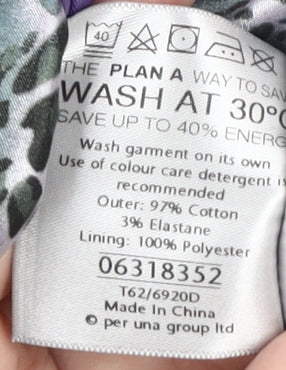 40
THE PLAN A WAY TO SAV
WASH AT 30°C
SAVE UP TO 40% ENERG
Wash garment on its own
Use of colour care detergent is
recommended
Outer: 97% Cotton
3% Elastane
Lining: 100% Polyester
06318352
T62/6920D
Made In China
© per una group ltd